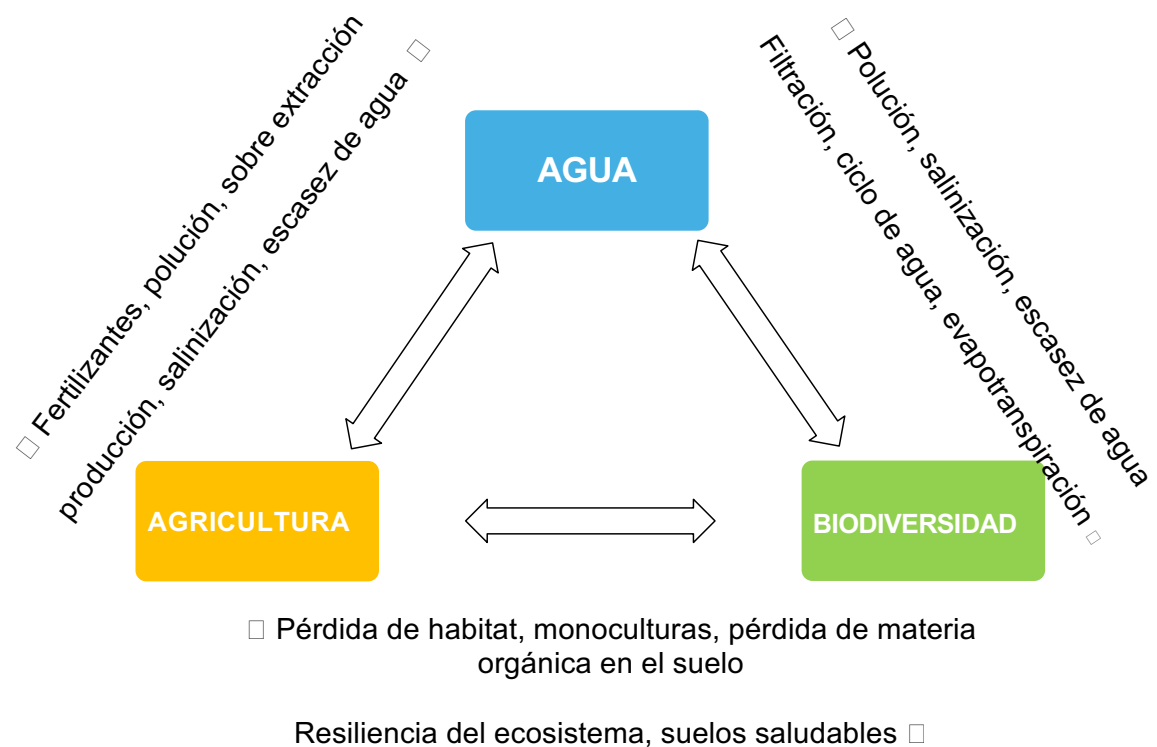 □ Fertilizantes, polución, sobre extracción
producción, salinización, escasez de agua □
□ Polución, salinización, escasez de agua
Filtración, ciclo de agua, evapotranspiración □
AGUA
AGRICULTURA
BIODIVERSIDAD
□ Pérdida de habitat, monoculturas, pérdida de materia
orgánica en el suelo
Resiliencia del ecosistema, suelos saludables □